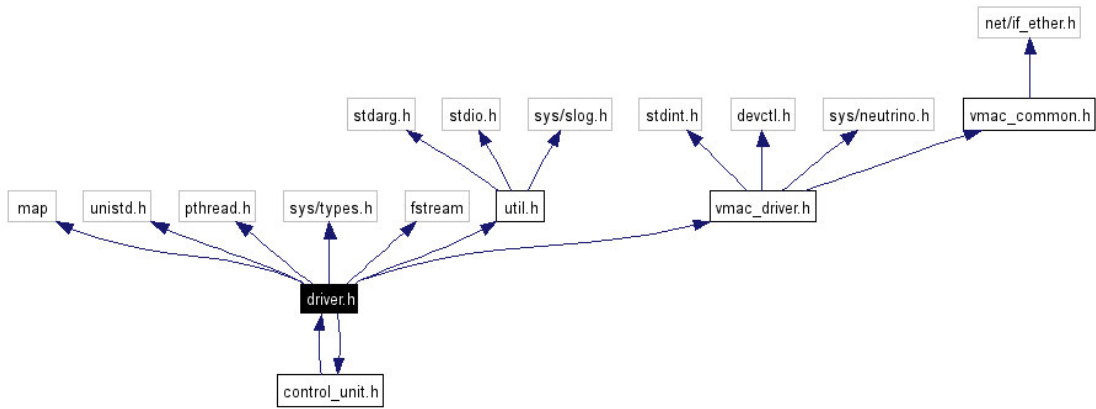 net/if_ether.h
stdarg.h
stdio.h
sys/slog.h
stdint.h
devctl.h
sys/neutrino.h
vmac_common.h
map
unistd.h
pthread.h
sys/types.h
fstream
util.h
vmac_driver.h
driver.h
control_unit.h